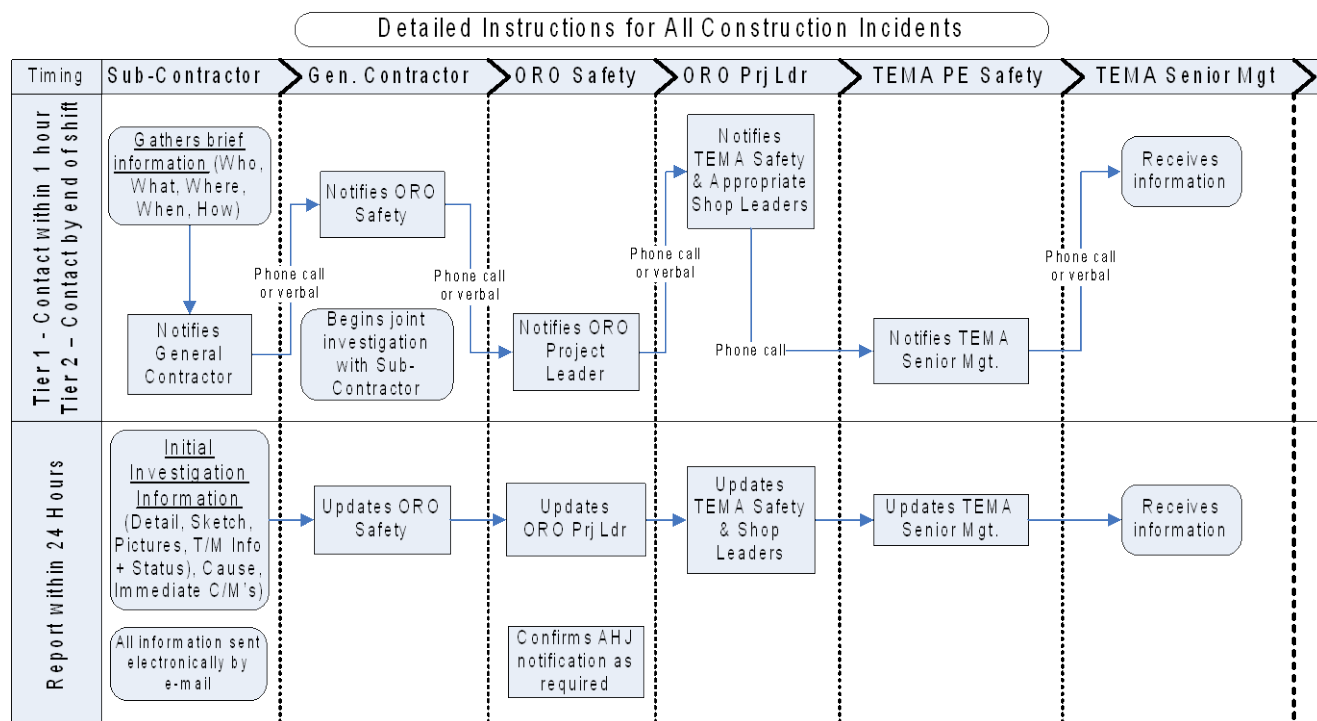 Detailed Instructions for All Construction Incidents
Timing
Sub-Contractor
Gen. Contractor
ORO Safety
ORO Prj Ldr
TEMA PE Safety
TEMA Senior Mgt
Tier 1 - Contact within 1 hour
Tier 2 – Contact by end of shift
Gathers brief
information (Who,
What, Where,
When, How)
Notifies
General
Contractor
Phone call
or verbal
Notifies ORO
Safety
Begins joint
investigation
with Sub-
Contractor
Phone call
or verbal
Notifies ORO
Project
Leader
Phone call
or verbal
Notifies
TEMA Safety
& Appropriate
Shop Leaders
Phone call
Notifies TEMA
Senior Mgt.
Phone call
or verbal
Receives
information
Report within 24 Hours
Initial
Investigation
Information
(Detail, Sketch,
Pictures, T/M Info
+ Status), Cause,
Immediate C/M's)
All information sent
electronically by
e-mail
Updates ORO
Safety
Updates
ORO Prj Ldr
Confirms AHJ
notification as
required
Updates
TEMA Safety
& Shop
Leaders
Updates TEMA
Senior Mgt.
Receives
information